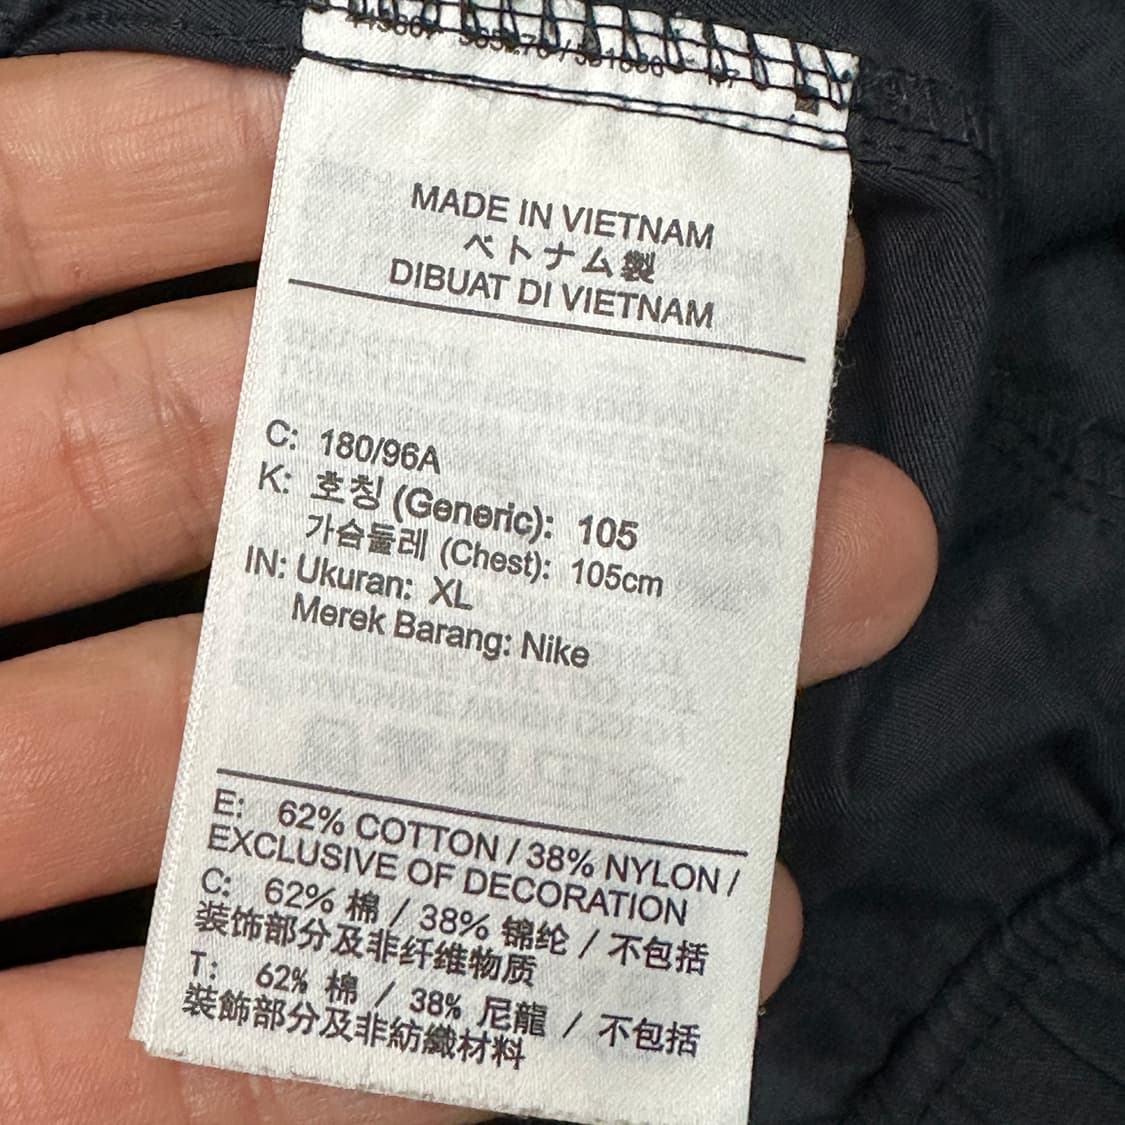 MADE IN VIETNAM
ベトナム製
DIBUAT DI VIETNAM
C: 180/96A
K: 호칭 (Generic): 105
가슴둘레 (Chest): 105cm
IN: Ukuran: XL
Merek Barang: Nike
E: 62% COTTON / 38% NYLON /
EXCLUSIVE OF DECORATION
C: 62% 棉 / 38% 锦纶 / 不包括
装饰部分及非纤维物质
T: 62% 棉 / 38% 尼龍 / 不包括
裝飾部分及非紡織材料